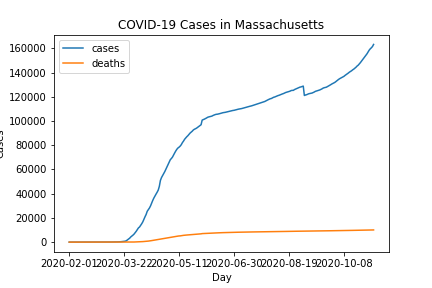 COVID-19 Cases in Massachusetts
cases
deaths
160000
140000
120000
100000
80000
60000
40000
20000
0
cases
2020-02-01 2020-03-22 2020-05-11 2020-06-30 2020-08-19 2020-10-08
Day